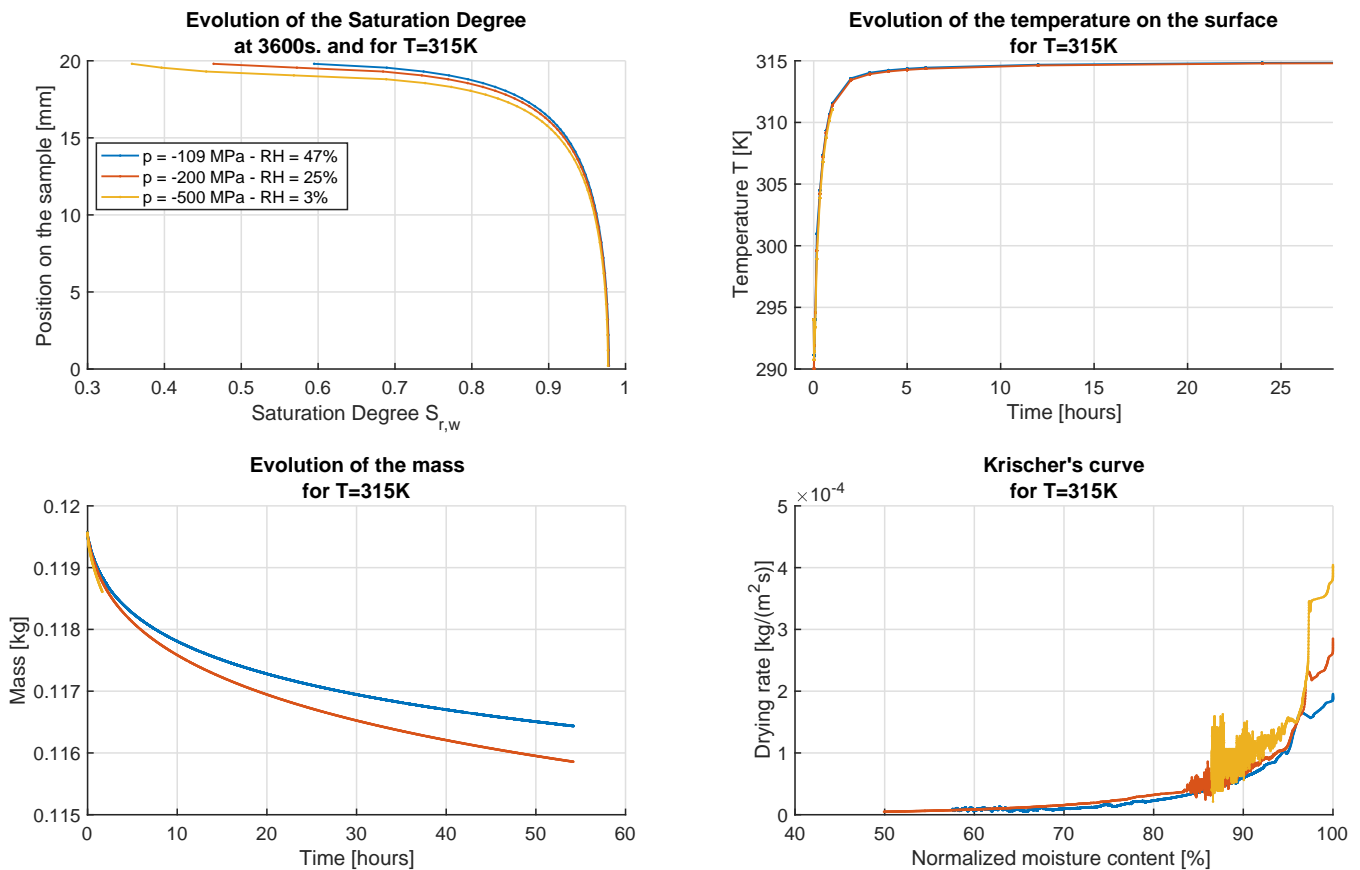 Evolution of the Saturation Degree
at 3600s. and for T=315K
20
15
10
5
0
Position on the sample [mm]
p = -109 MPa - RH = 47%
p = -200 MPa - RH = 25%
p = -500 MPa - RH = 3%
0.3 0.4 0.5 0.6 0.7 0.8 0.9 1
Saturation Degree S_{r,w}
Evolution of the temperature on the surface
for T=315K
315
310
305
300
295
290
Temperature T [K]
0 5 10 15 20 25
Time [hours]
Evolution of the mass
for T=315K
0.12
0.119
0.118
0.117
0.116
0.115
Mass [kg]
0 10 20 30 40 50 60
Time [hours]
Krischer's curve
for T=315K
×10^{-4}
5
4
3
2
1
0
Drying rate [kg/(m²s)]
40 50 60 70 80 90 100
Normalized moisture content [%]